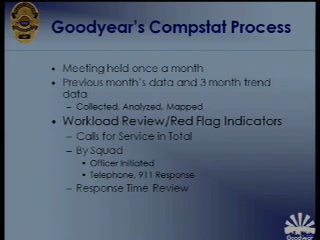 Goodyear's Compstat Process
• Meeting held once a month
• Previous month's data and 3 month trend
data
– Collected, Analyzed, Mapped
• Workload Review/Red Flag Indicators
– Calls for Service in Total
– By Squad
• Officer Initiated
• Telephone, 911 Response
– Response Time Review
Goodyear